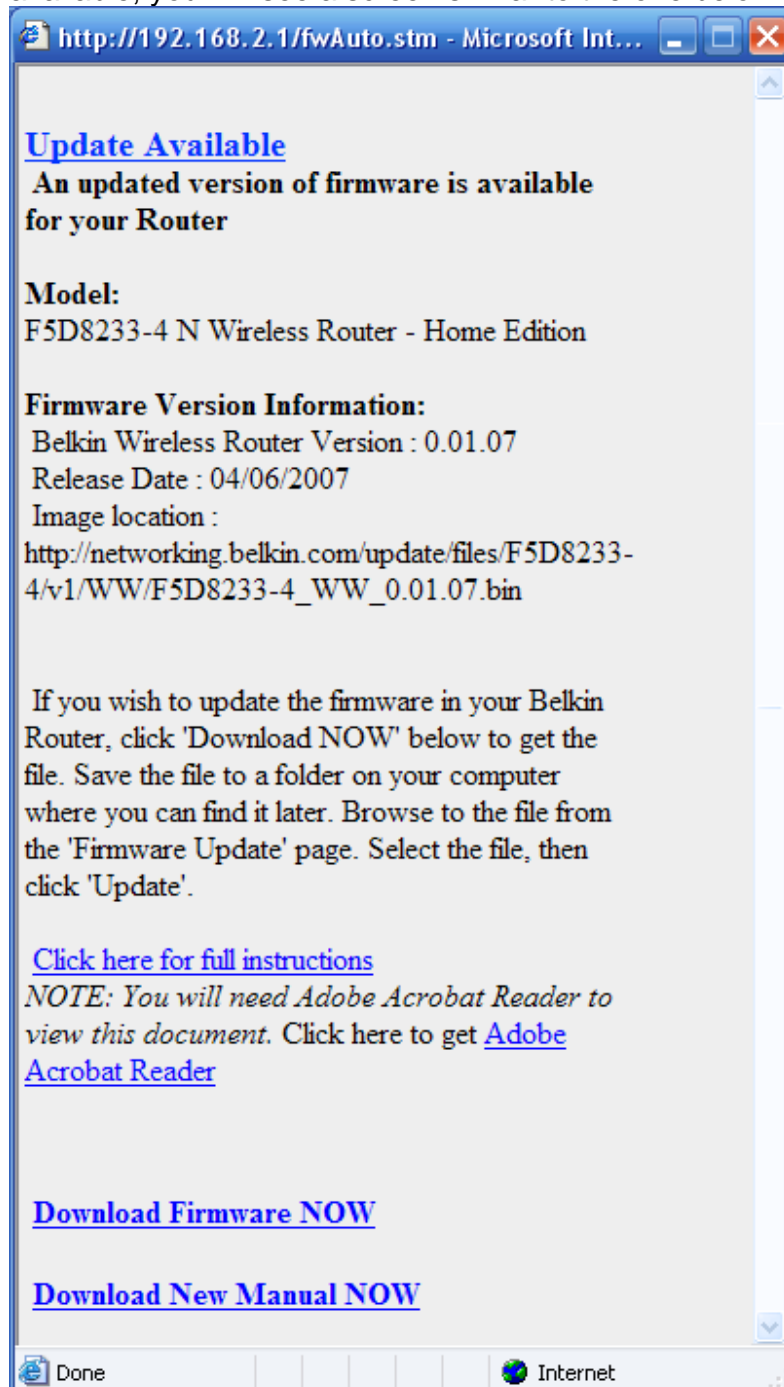 http://192.168.2.1/fwAuto.stm - Microsoft Int...
Update Available
An updated version of firmware is available
for your Router
Model:
F5D8233-4 N Wireless Router - Home Edition
Firmware Version Information:
Belkin Wireless Router Version : 0.01.07
Release Date : 04/06/2007
Image location :
http://networking.belkin.com/update/files/F5D8233-
4/v1/WW/F5D8233-4_WW_0.01.07.bin
If you wish to update the firmware in your Belkin
Router, click 'Download NOW' below to get the
file. Save the file to a folder on your computer
where you can find it later. Browse to the file from
the 'Firmware Update' page. Select the file, then
click 'Update'.
Click here for full instructions
NOTE: You will need Adobe Acrobat Reader to
view this document. Click here to get Adobe
Acrobat Reader
Download Firmware NOW
Download New Manual NOW
Done
Internet